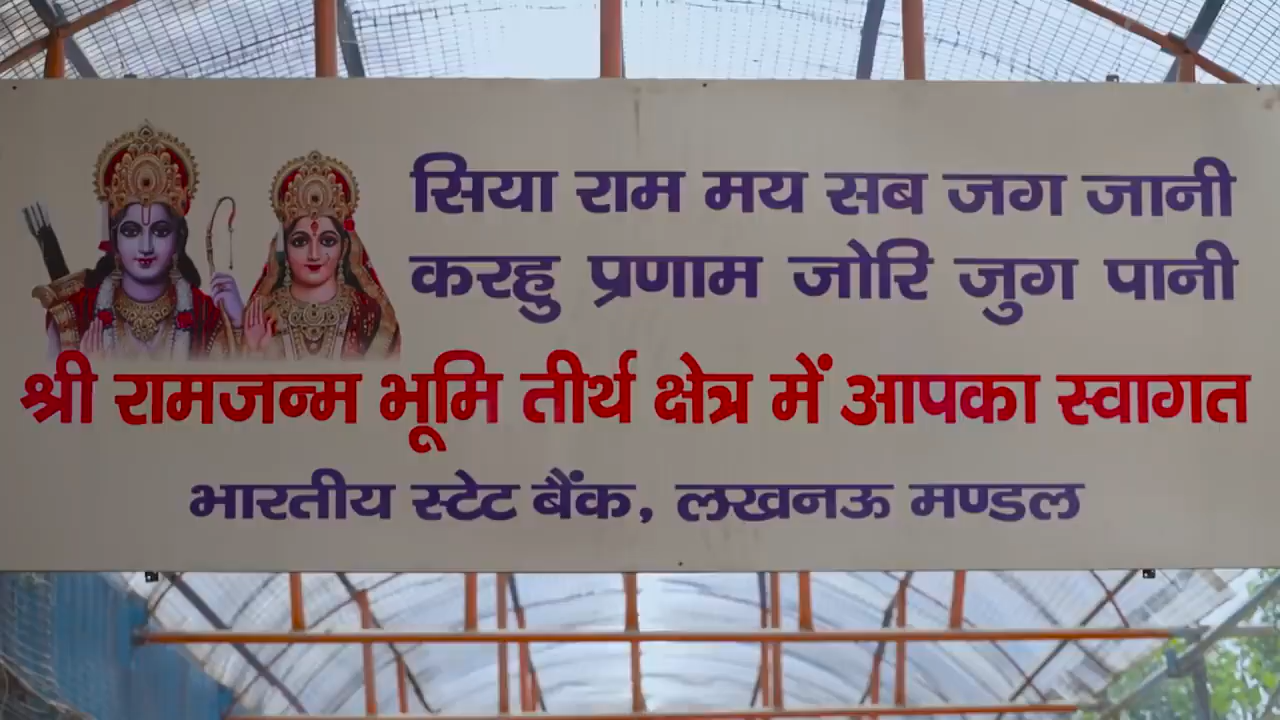 सिया राम मय सब जग जानी
करहु प्रणाम जोरि जुग पानी
श्री रामजन्म भूमि तीर्थ क्षेत्र में आपका स्वागत
भारतीय स्टेट बैंक, लखनऊ मण्डल